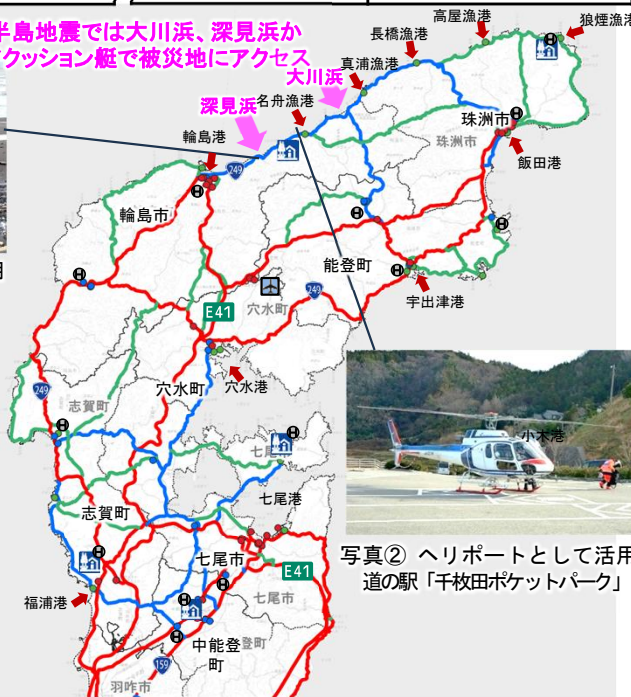 半島地震では大川浜、深見浜か
クッション艇で被災地にアクセス
高屋漁港
狼煙漁港
長橋漁港
真浦漁港
大川浜
名舟漁港
深見浜
輪島港
珠洲市
珠洲市
飯田港
249
輪島市
能登町
宇出津港
249
穴水町
E41
249
穴水町
穴水港
志賀町
小木港
七尾
七尾港
志賀町
写真② ヘリポートとして活用
道の駅「千枚田ポケットパーク」
七尾市
E41
七尾市
福浦港
中能登
町
登町
159
羽咋市